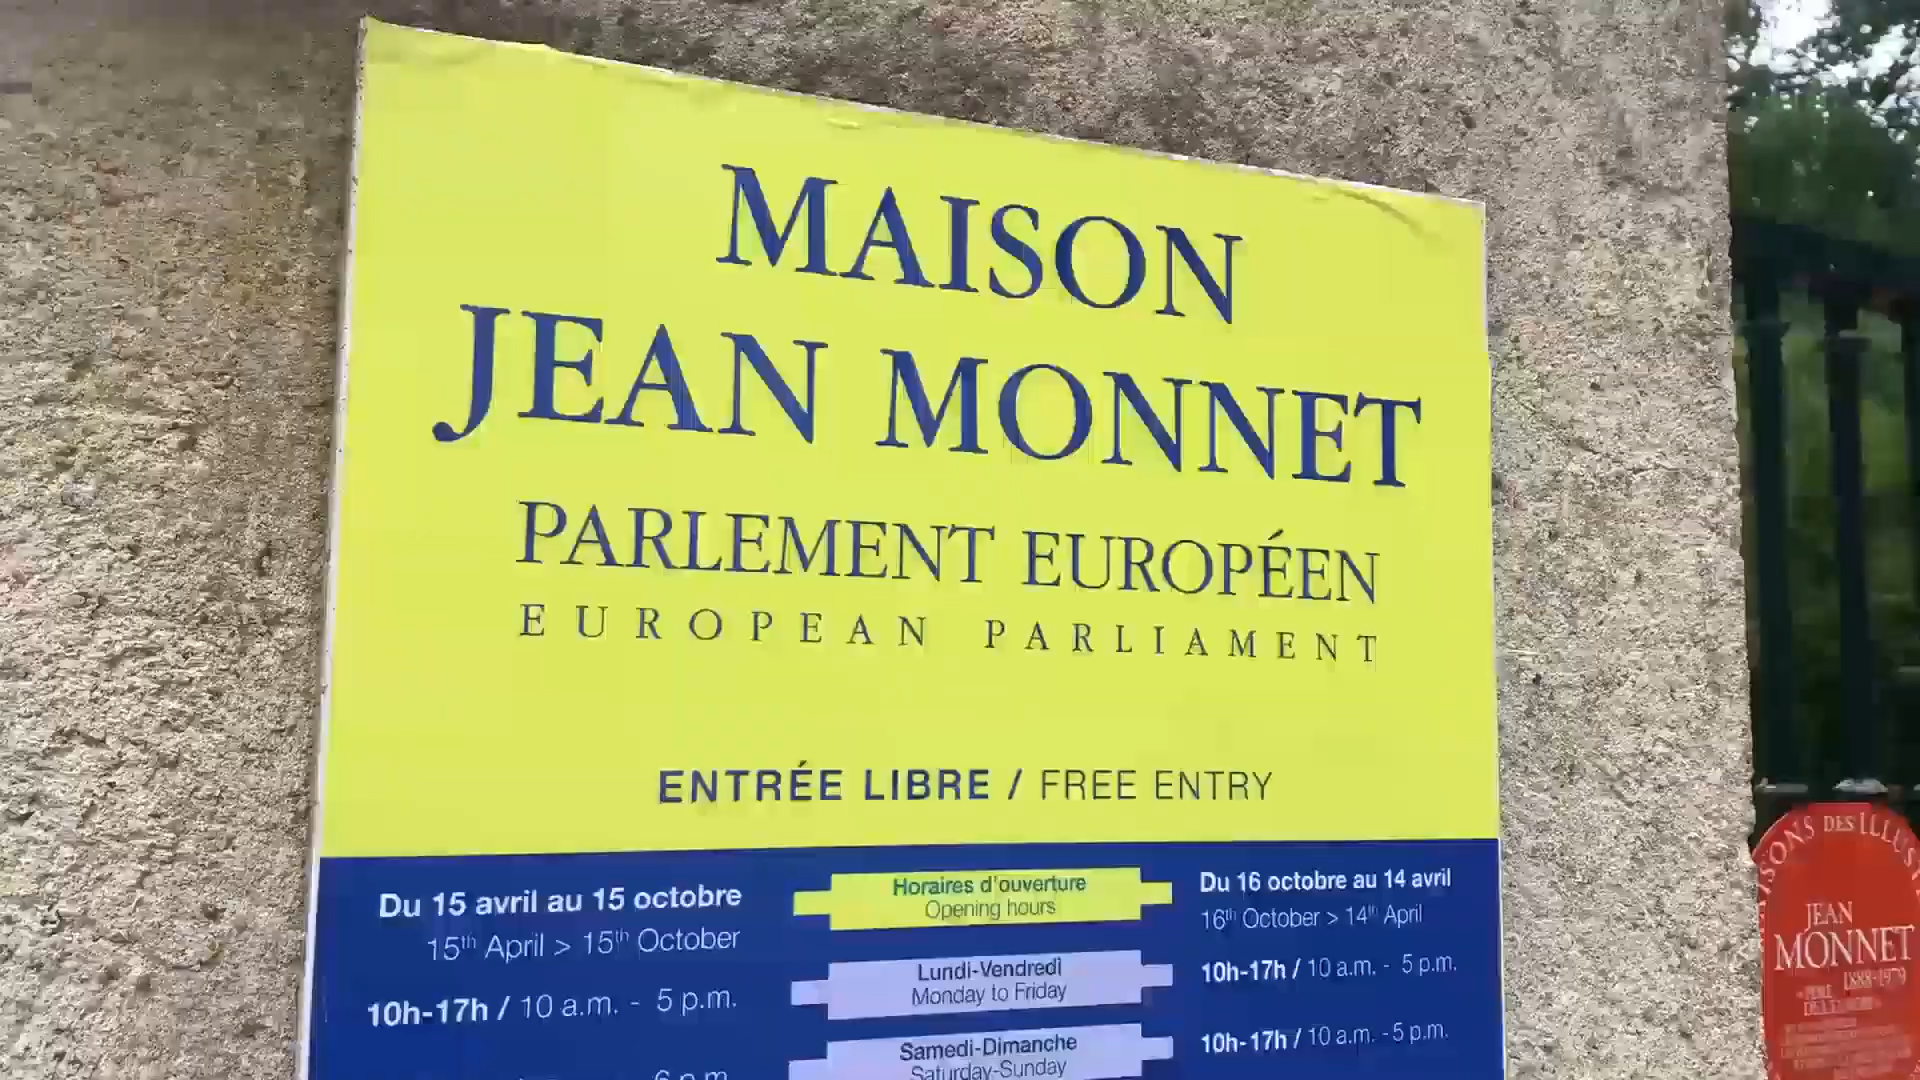 MAISON
JEAN MONNET
PARLEMENT EUROPÉEN
EUROPEAN PARLIAMENT
ENTRÉE LIBRE / FREE ENTRY
Du 15 avril au 15 octobre
15th April > 15th October
10h-17h / 10 a.m. - 5 p.m.
6 p.m.
Horaires d'ouverture
Opening hours
Lundi-Vendredi
Monday to Friday
Samedi-Dimanche
Saturday-Sunday
Du 16 octobre au 14 avril
16th October > 14th April
10h-17h / 10 a.m. - 5 p.m.
10h-17h / 10 a.m. - 5 p.m.
DES
JEAN
MONNET
1888-1979